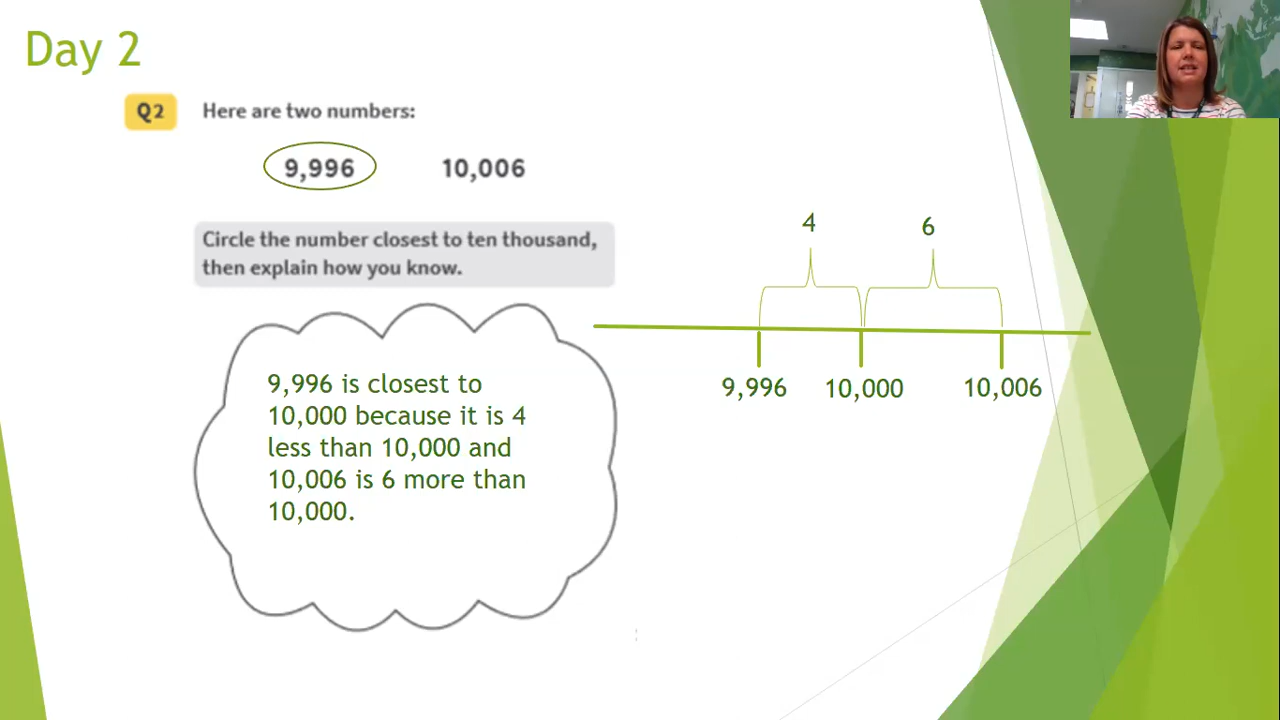 Day 2
Q2 Here are two numbers:
9,996 10,006
Circle the number closest to ten thousand,
then explain how you know.
9,996 is closest to
10,000 because it is 4
less than 10,000 and
10,006 is 6 more than
10,000.
4 6
9,996 10,000 10,006